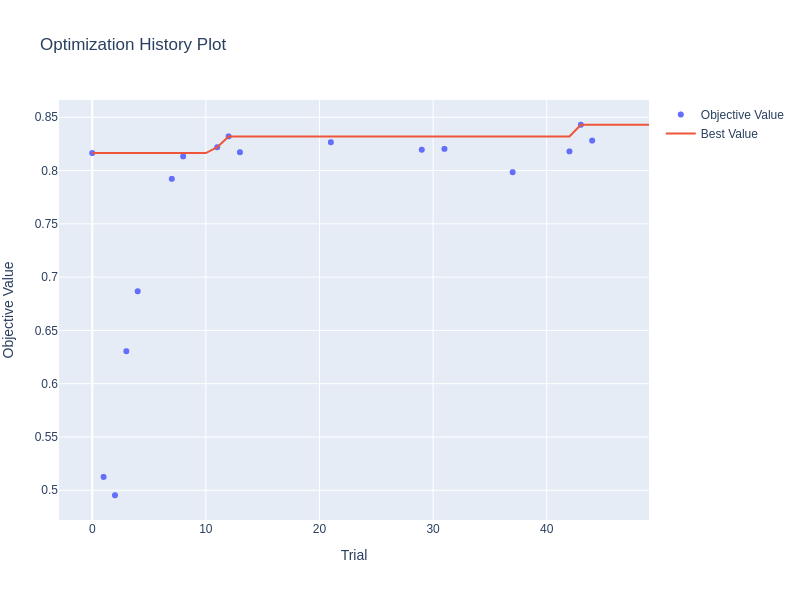 Optimization History Plot
Objective Value
Best Value
0.85
0.8
0.75
0.7
0.65
0.6
0.55
0.5
Objective Value
0
10
20
30
40
Trial